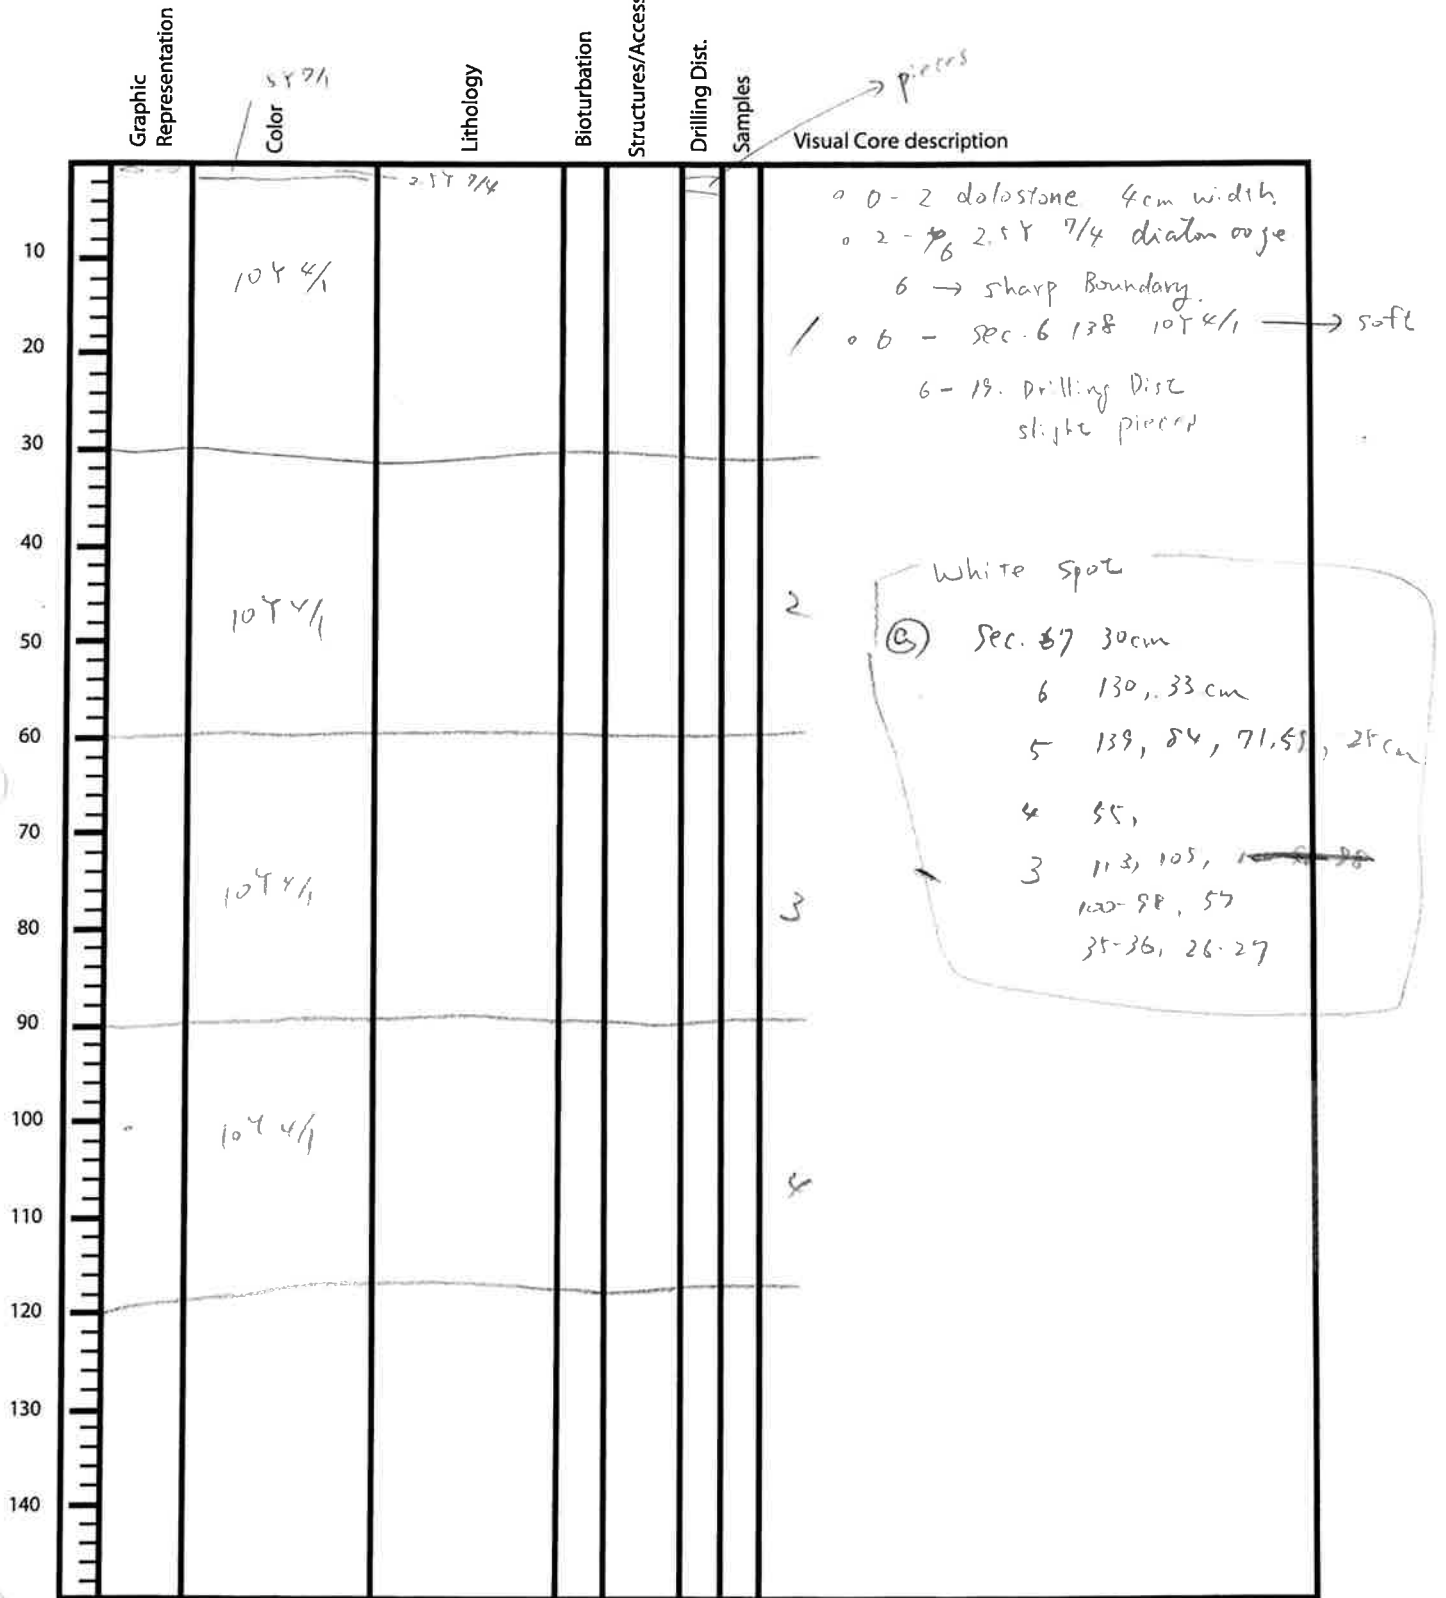 Graphic Representation
Color
Lithology
Bioturbation
Structures/Access
Drilling Dist.
Samples
Visual Core description
5Y 7/1
pieces
2.5Y 7/4
0 - 2 dolostone 4cm width
2 - 6 2.5Y 7/4 diatom ooze
6 → sharp Boundary.
6 - sec. 6 138 10Y 4/1 → soft
6 - 19. Drilling Dist
slight pieces
10
10Y 4/1
20
1
30
40
White spot
10Y 4/1
2
50
Sec. 7 30cm
6 130, 33 cm
60
5 139, 84, 71, 59, 25cm
70
4 55,
3 113, 105,
10Y 4/1
80
3
100-98, 57
35-36, 26-27
90
100
10Y 4/1
110
4
120
130
140